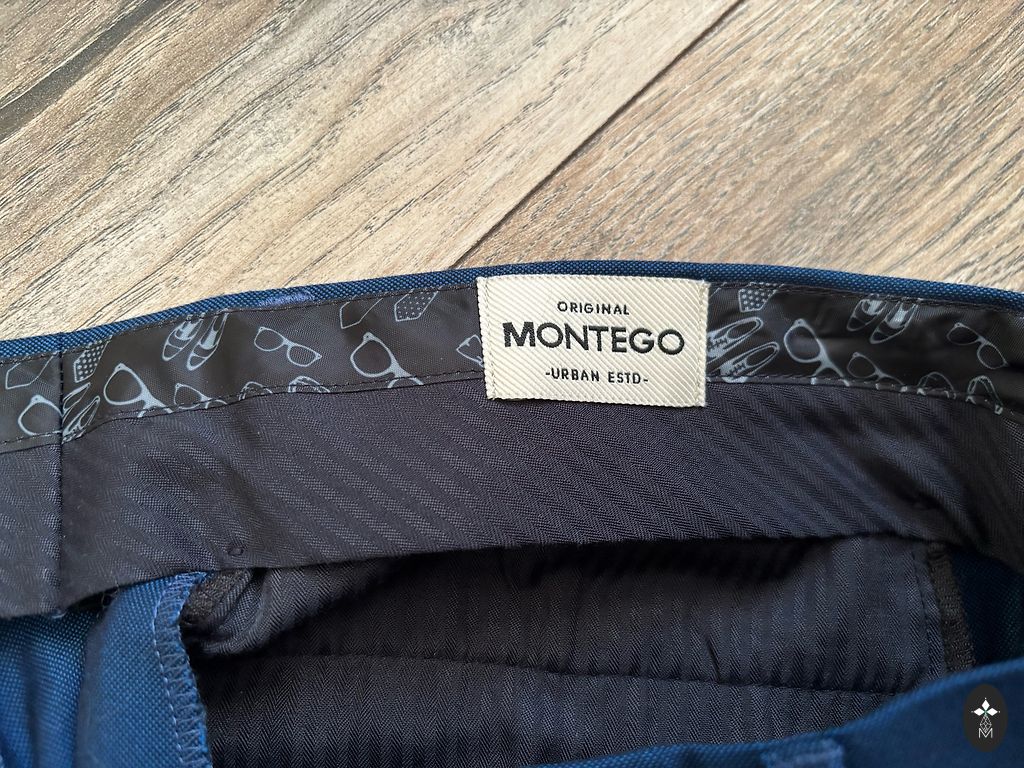 ORIGINAL
MONTEGO
-URBAN ESTD-
M